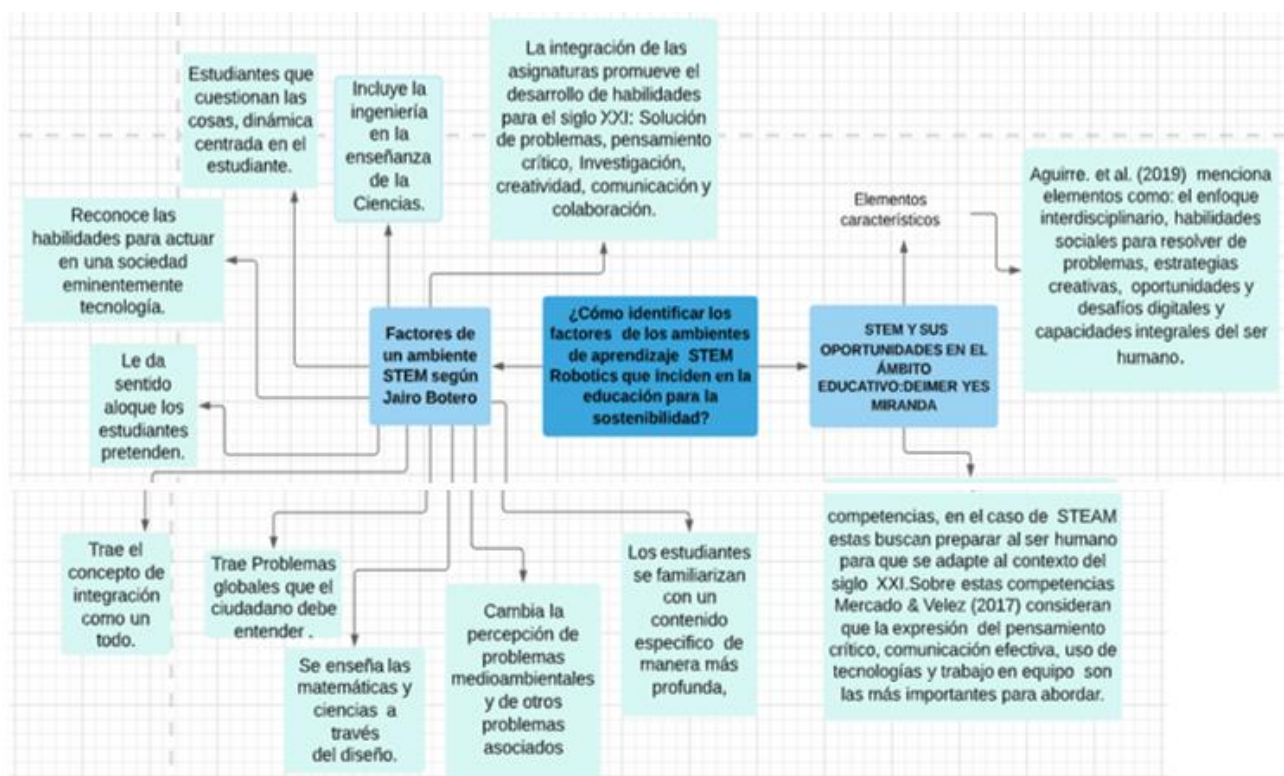 La integración de las
asignaturas promueve el
desarrollo de habilidades
para el siglo XXI: Solución
de problemas, pensamiento
crítico, Investigación,
creatividad, comunicación y
colaboración.
Estudiantes que
cuestionan las
cosas, dinámica
centrada en el
estudiante.
Incluye la
ingeniería
en la
enseñanza
de la
Ciencias.
Reconoce las
habilidades para actuar
en una sociedad
eminentemente
tecnología.
Le da
sentido
aloque los
estudiantes
pretenden.
Factores de
un ambiente
STEM según
Jairo Botero
¿Cómo identificar los
factores de los ambientes
de aprendizaje STEM
Robotics que inciden en la
educación para la
sostenibilidad?
Elementos
característicos
Aguirre. et al. (2019) menciona
elementos como: el enfoque
interdisciplinario, habilidades
sociales para resolver de
problemas, estrategias
creativas, oportunidades y
desafíos digitales y
capacidades integrales del ser
humano.
STEM Y SUS
OPORTUNIDADES EN EL
ÁMBITO
EDUCATIVO:DEIMER YES
MIRANDA
Trae el
concepto de
integración
como un
todo.
Trae Problemas
globales que el
ciudadano debe
entender .
Se enseña las
matemáticas y
ciencias a
través
del diseño.
Cambia la
percepción de
problemas
medioambientales
y de otros
problemas
asociados
Los estudiantes
se familiarizan
con un
contenido
especifico de
manera más
profunda,
competencias, en el caso de STEAM
estas buscan preparar al ser humano
para que se adapte al contexto del
siglo XXI.Sobre estas competencias
Mercado & Velez (2017) consideran
que la expresión del pensamiento
crítico, comunicación efectiva, uso de
tecnologías y trabajo en equipo son
las más importantes para abordar.